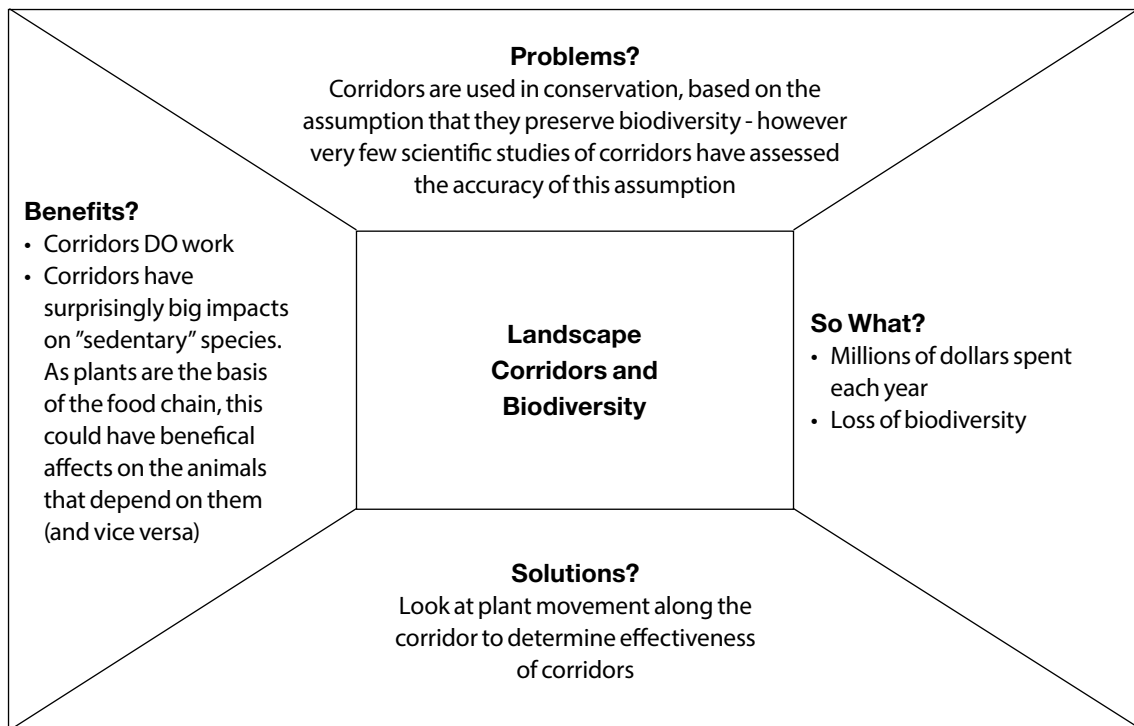 Problems?
Corridors are used in conservation, based on the
assumption that they preserve biodiversity - however
very few scientific studies of corridors have assessed
the accuracy of this assumption
Benefits?
• Corridors DO work
• Corridors have
surprisingly big impacts
on ”sedentary” species.
As plants are the basis
of the food chain, this
could have benefical
affects on the animals
that depend on them
(and vice versa)
Landscape
Corridors and
Biodiversity
So What?
• Millions of dollars spent
each year
• Loss of biodiversity
Solutions?
Look at plant movement along the
corridor to determine effectiveness
of corridors